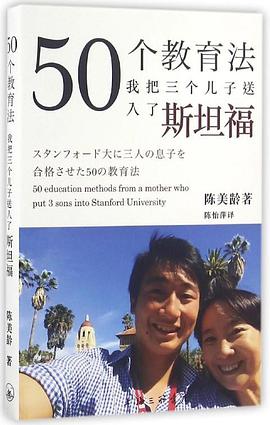 50个教育法
我把三个儿子送
入了斯坦福
スタンフォード大に三人の息子を
合格させた50の教育法
50 education methods from a mother who
put 3 sons into Stanford University
陈美龄著
陈怡萍译
50个教育法
我把三个儿子送入了斯坦福
陈美龄 著